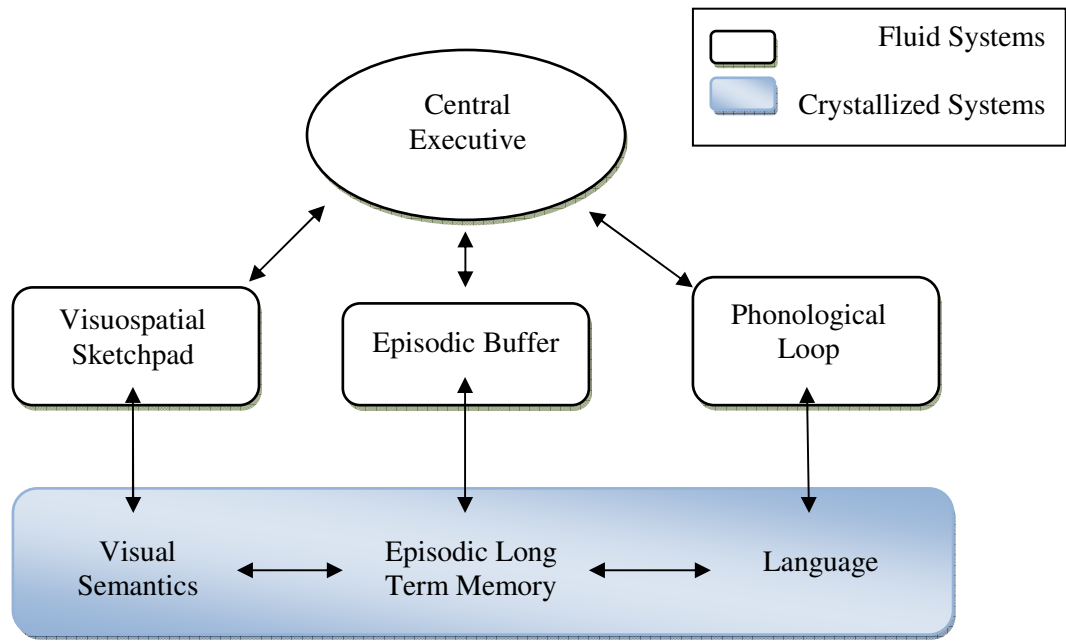 Fluid Systems
Crystallized Systems
Central
Executive
Visuospatial
Sketchpad
Episodic Buffer
Phonological
Loop
Visual
Semantics
Episodic Long
Term Memory
Language